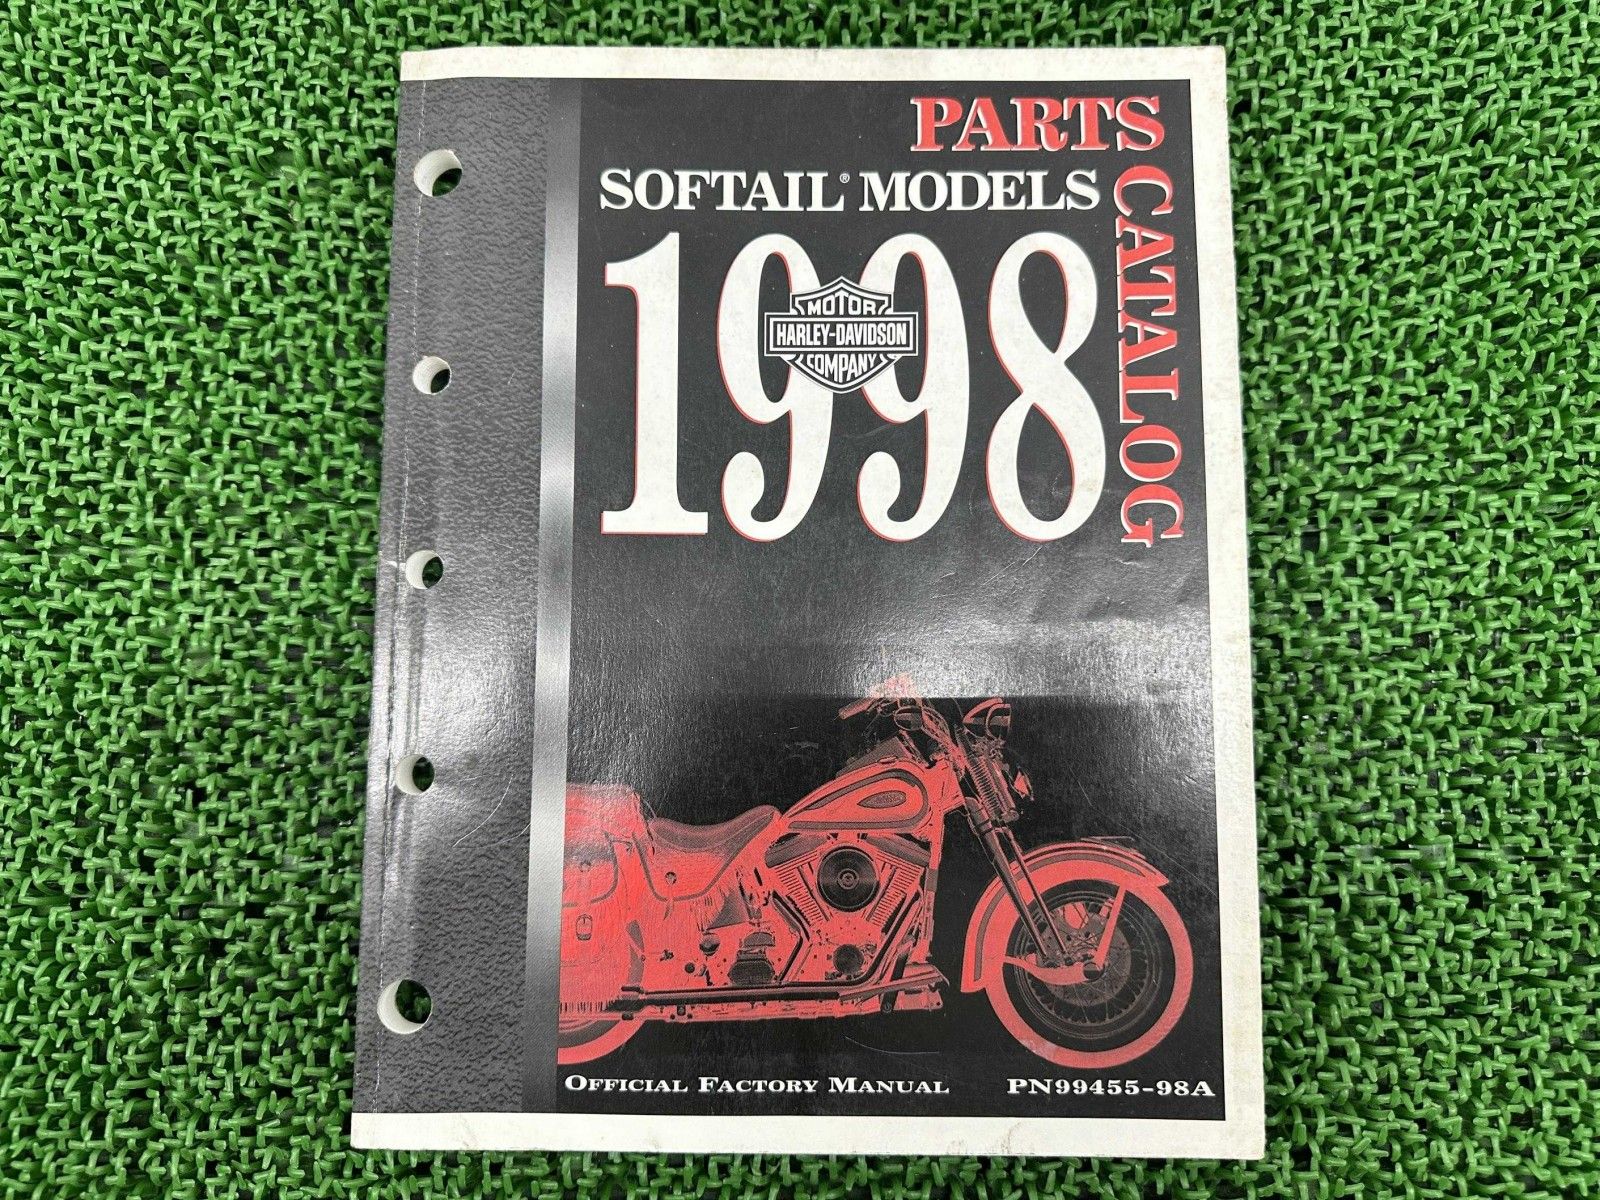 PARTS
CATALOG
SOFTAIL® MODELS
1998
MOTOR
HARLEY-DAVIDSON
COMPANY
OFFICIAL FACTORY MANUAL
PN99455-98A